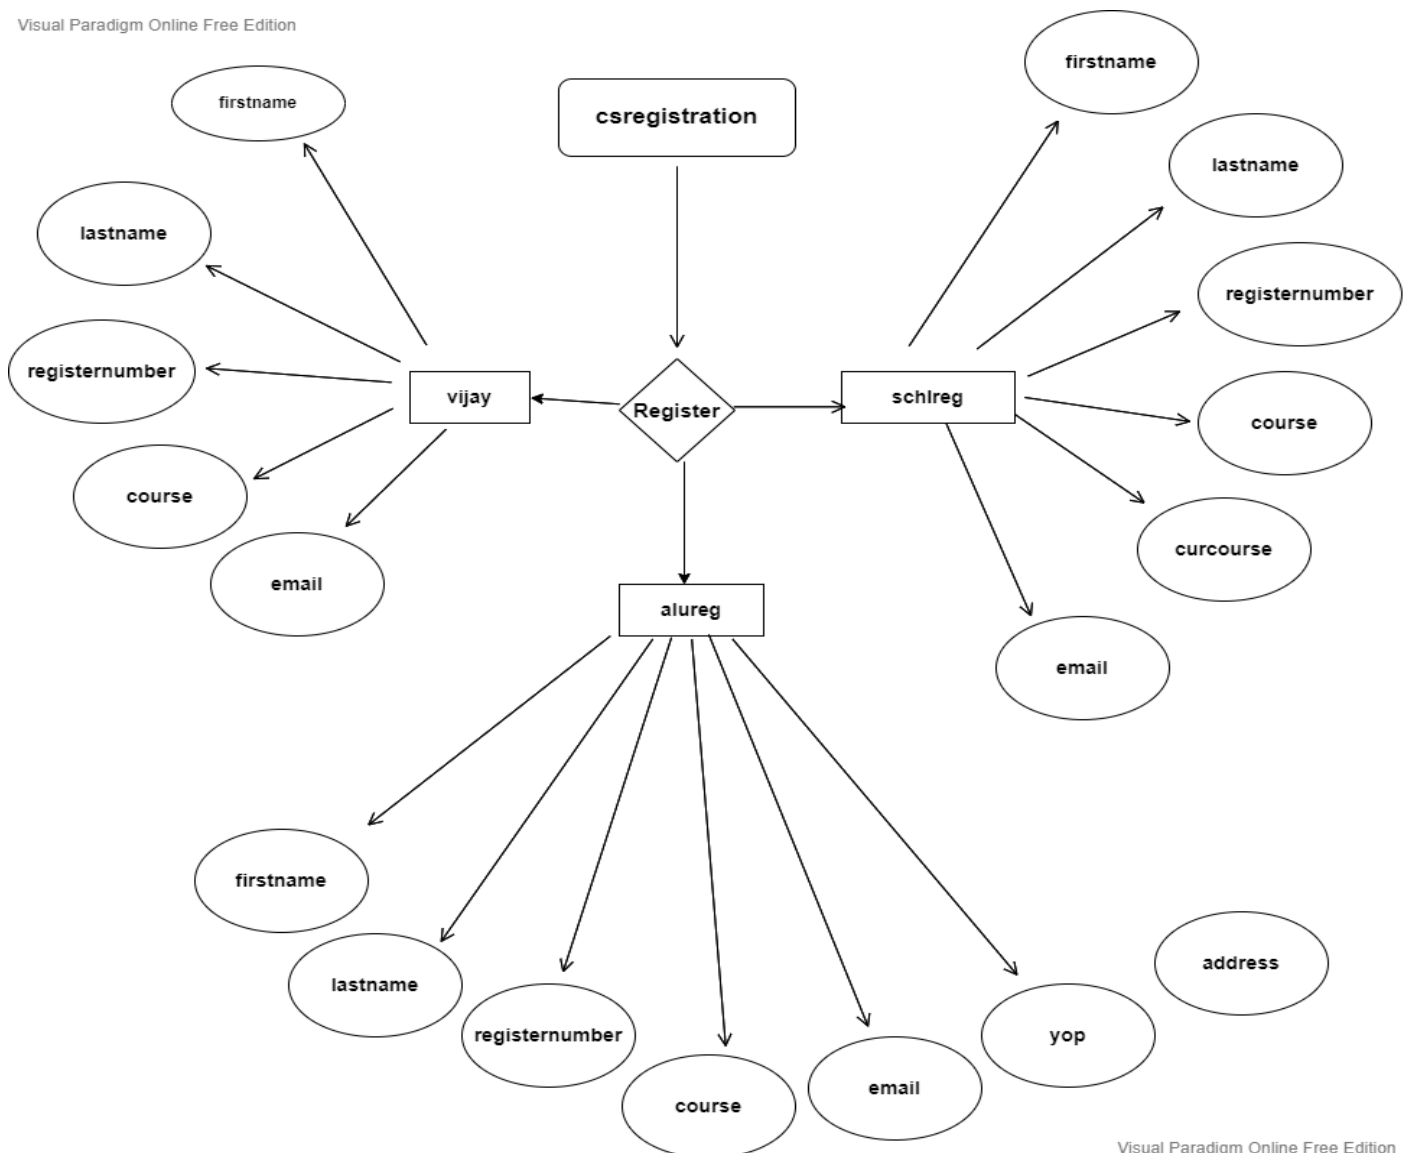 Visual Paradigm Online Free Edition
firstname
csregistration
firstname
lastname
lastname
registernumber
registernumber
vijay
Register
schlreg
course
course
curcourse
email
alureg
email
firstname
lastname
registernumber
course
email
yop
address
Visual Paradigm Online Free Edition